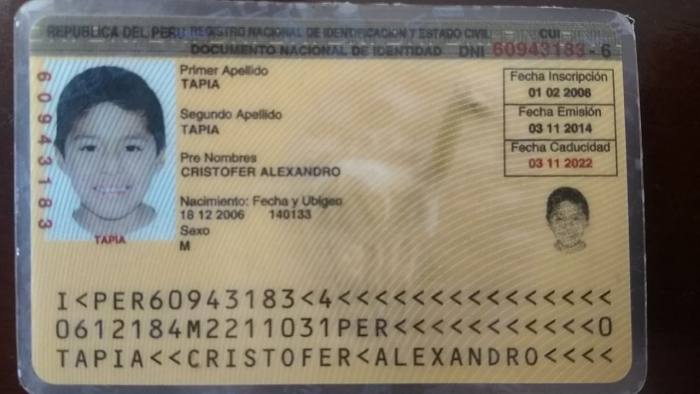 REPUBLICA DEL PERU REGISTRO NACIONAL DE IDENTIFICACION Y ESTADO CIVIL CUI
DOCUMENTO NACIONAL DE IDENTIDAD DNI 60943183 - 6
60943183
Primer Apellido
TAPIA
Segundo Apellido
TAPIA
Pre Nombres
CRISTOFER ALEXANDRO
Nacimiento: Fecha y Ubigeo
18 12 2006 140133
Sexo
M
TAPIA
Fecha Inscripción
01 02 2008
Fecha Emisión
03 11 2014
Fecha Caducidad
03 11 2022
I<PER60943183<4<<<<<<<<<<<<<<<
0612184M2211031PER<<<<<<<<<<<0
TAPIA<<CRISTOFER<ALEXANDRO<<<<